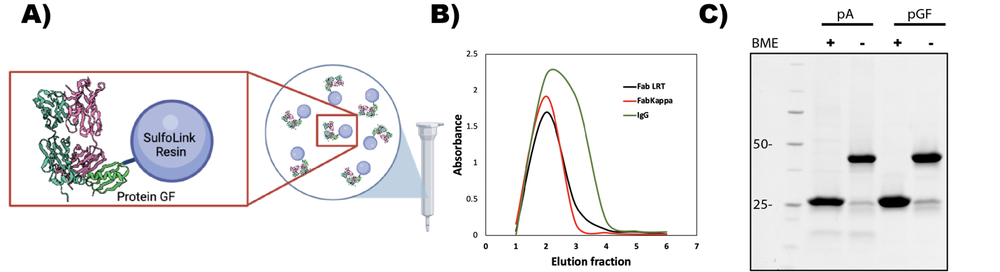 A)
SulfoLink
Resin
Protein GF
B)
2.5
2
1.5
1
0.5
0
0
1
2
3
4
5
6
7
Absorbance
Elution fraction
Fab LRT
FabKappa
IgG
C)
pA
pGF
BME
+
-
+
-
50-
25-